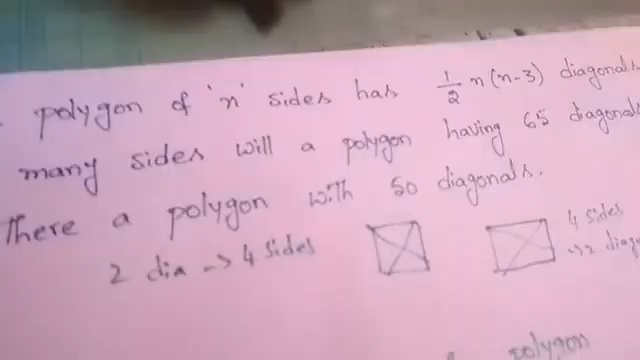 polygon of 'n' sides has 1/2 n(n-3) diagonals
many sides will a polygon having 65 diagonals
There a polygon with 50 diagonals.
2 dia -> 4 sides
4 sides
->2
polygon